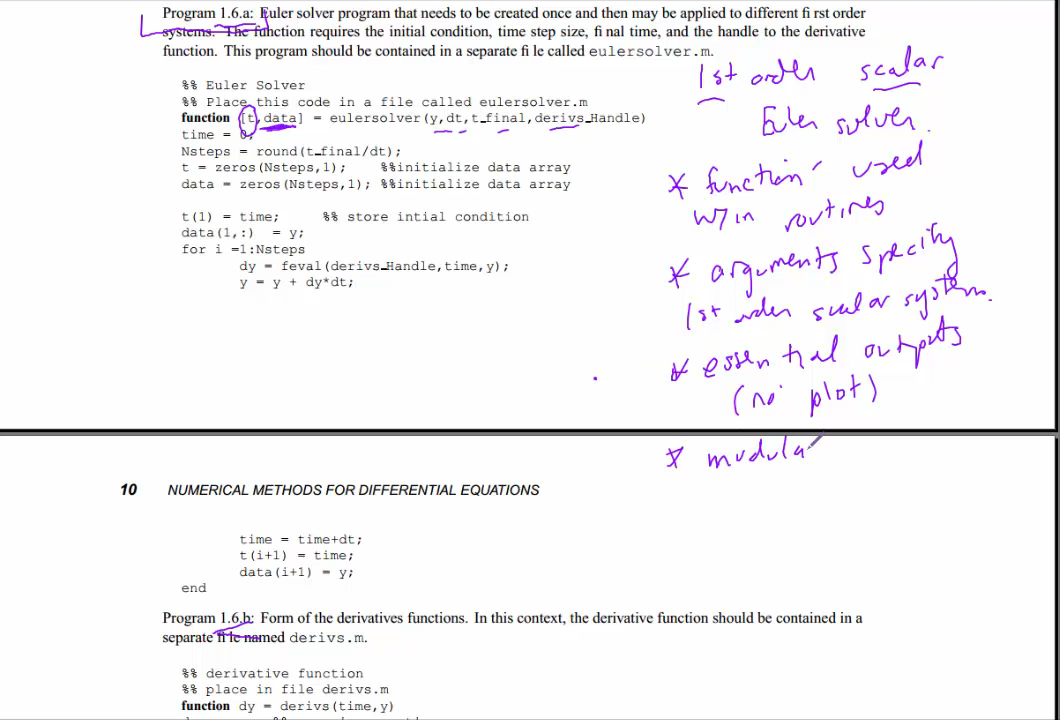 Program 1.6.a: Euler solver program that needs to be created once and then may be applied to different fi rst order
systems. The function requires the initial condition, time step size, fi nal time, and the handle to the derivative
function. This program should be contained in a separate fi le called eulersolver.m.
%% Euler Solver
%% Place this code in a file called eulersolver.m
function [t,data] = eulersolver(y,dt,t_final,derivs_Handle)
time = 0;
Nsteps = round(t_final/dt);
t = zeros(Nsteps,1); %%initialize data array
data = zeros(Nsteps,1); %%initialize data array
t(1) = time; %% store intial condition
data(1,:) = y;
for i =1:Nsteps
dy = feval(derivs_Handle,time,y);
y = y + dy*dt;
1st order scalar
Euler solver.
* function used
w/in routines
* arguments specify
1st order scalar system.
* essential outputs
(no plot)
* modular
10 NUMERICAL METHODS FOR DIFFERENTIAL EQUATIONS
time = time+dt;
t(i+1) = time;
data(i+1) = y;
end
Program 1.6.b: Form of the derivatives functions. In this context, the derivative function should be contained in a
separate fi le named derivs.m.
%% derivative function
%% place in file derivs.m
function dy = derivs(time,y)